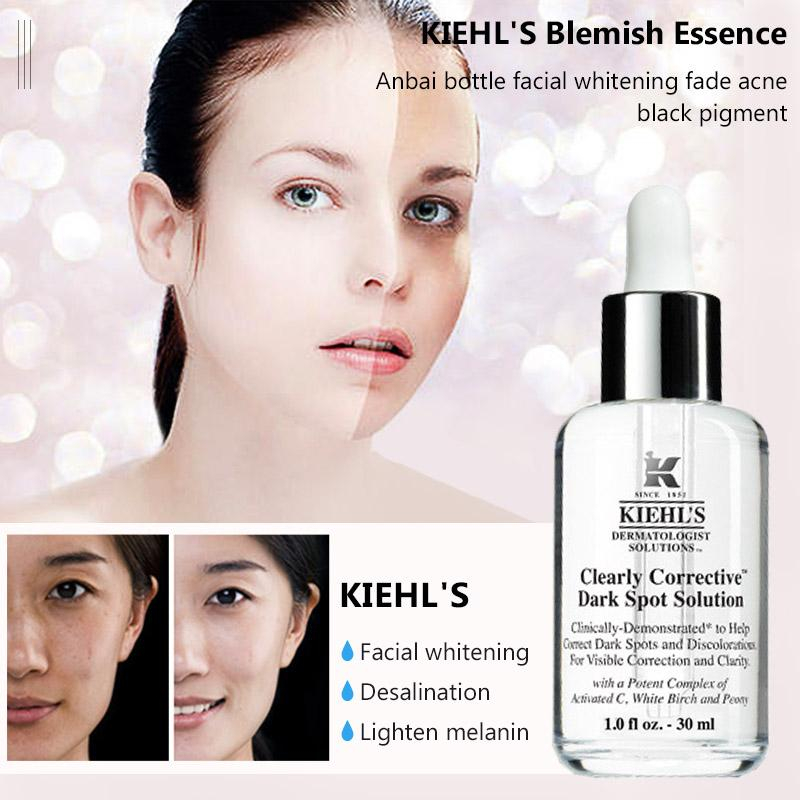 KIEHL'S Blemish Essence
Anbai bottle facial whitening fade acne
black pigment
K
SINCE 1851
KIEHL'S
DERMATOLOGIST
SOLUTIONS™
Clearly Corrective™
Dark Spot Solution
Clinically-Demonstrated* to Help
Correct Dark Spots and Discolorations.
For Visible Correction and Clarity.
with a Potent Complex of
Activated C, White Birch and Peony
1.0 fl oz. - 30 ml
KIEHL'S
Facial whitening
Desalination
Lighten melanin